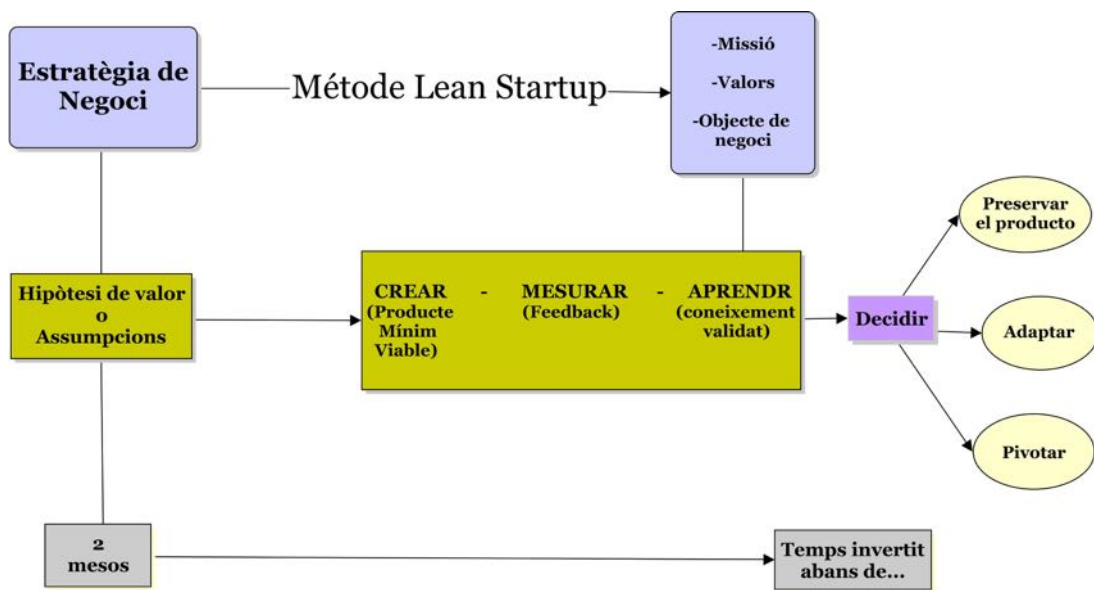 Estratègia de
Negoci
Métode Lean Startup
-Missió
-Valors
-Objecte de
negoci
Hipòtesi de valor
o
Assumpcions
CREAR - MESURAR - APRENDR
(Producte (Feedback) (coneixement
Mínim validat)
Viable)
Decidir
Preservar
el producto
Adaptar
Pivotar
2
mesos
Temps invertit
abans de...